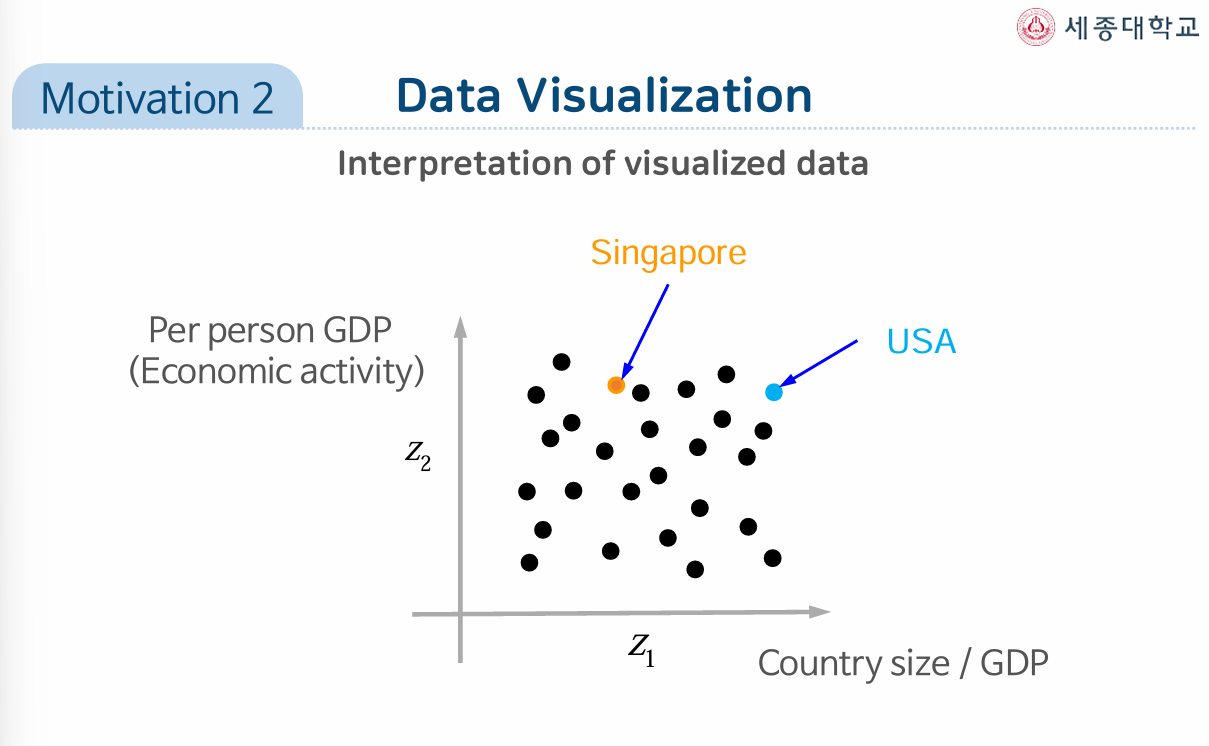 세종대학교
Motivation 2
Data Visualization
Interpretation of visualized data
Singapore
USA
Per person GDP
(Economic activity)
z₂
z₁
Country size / GDP